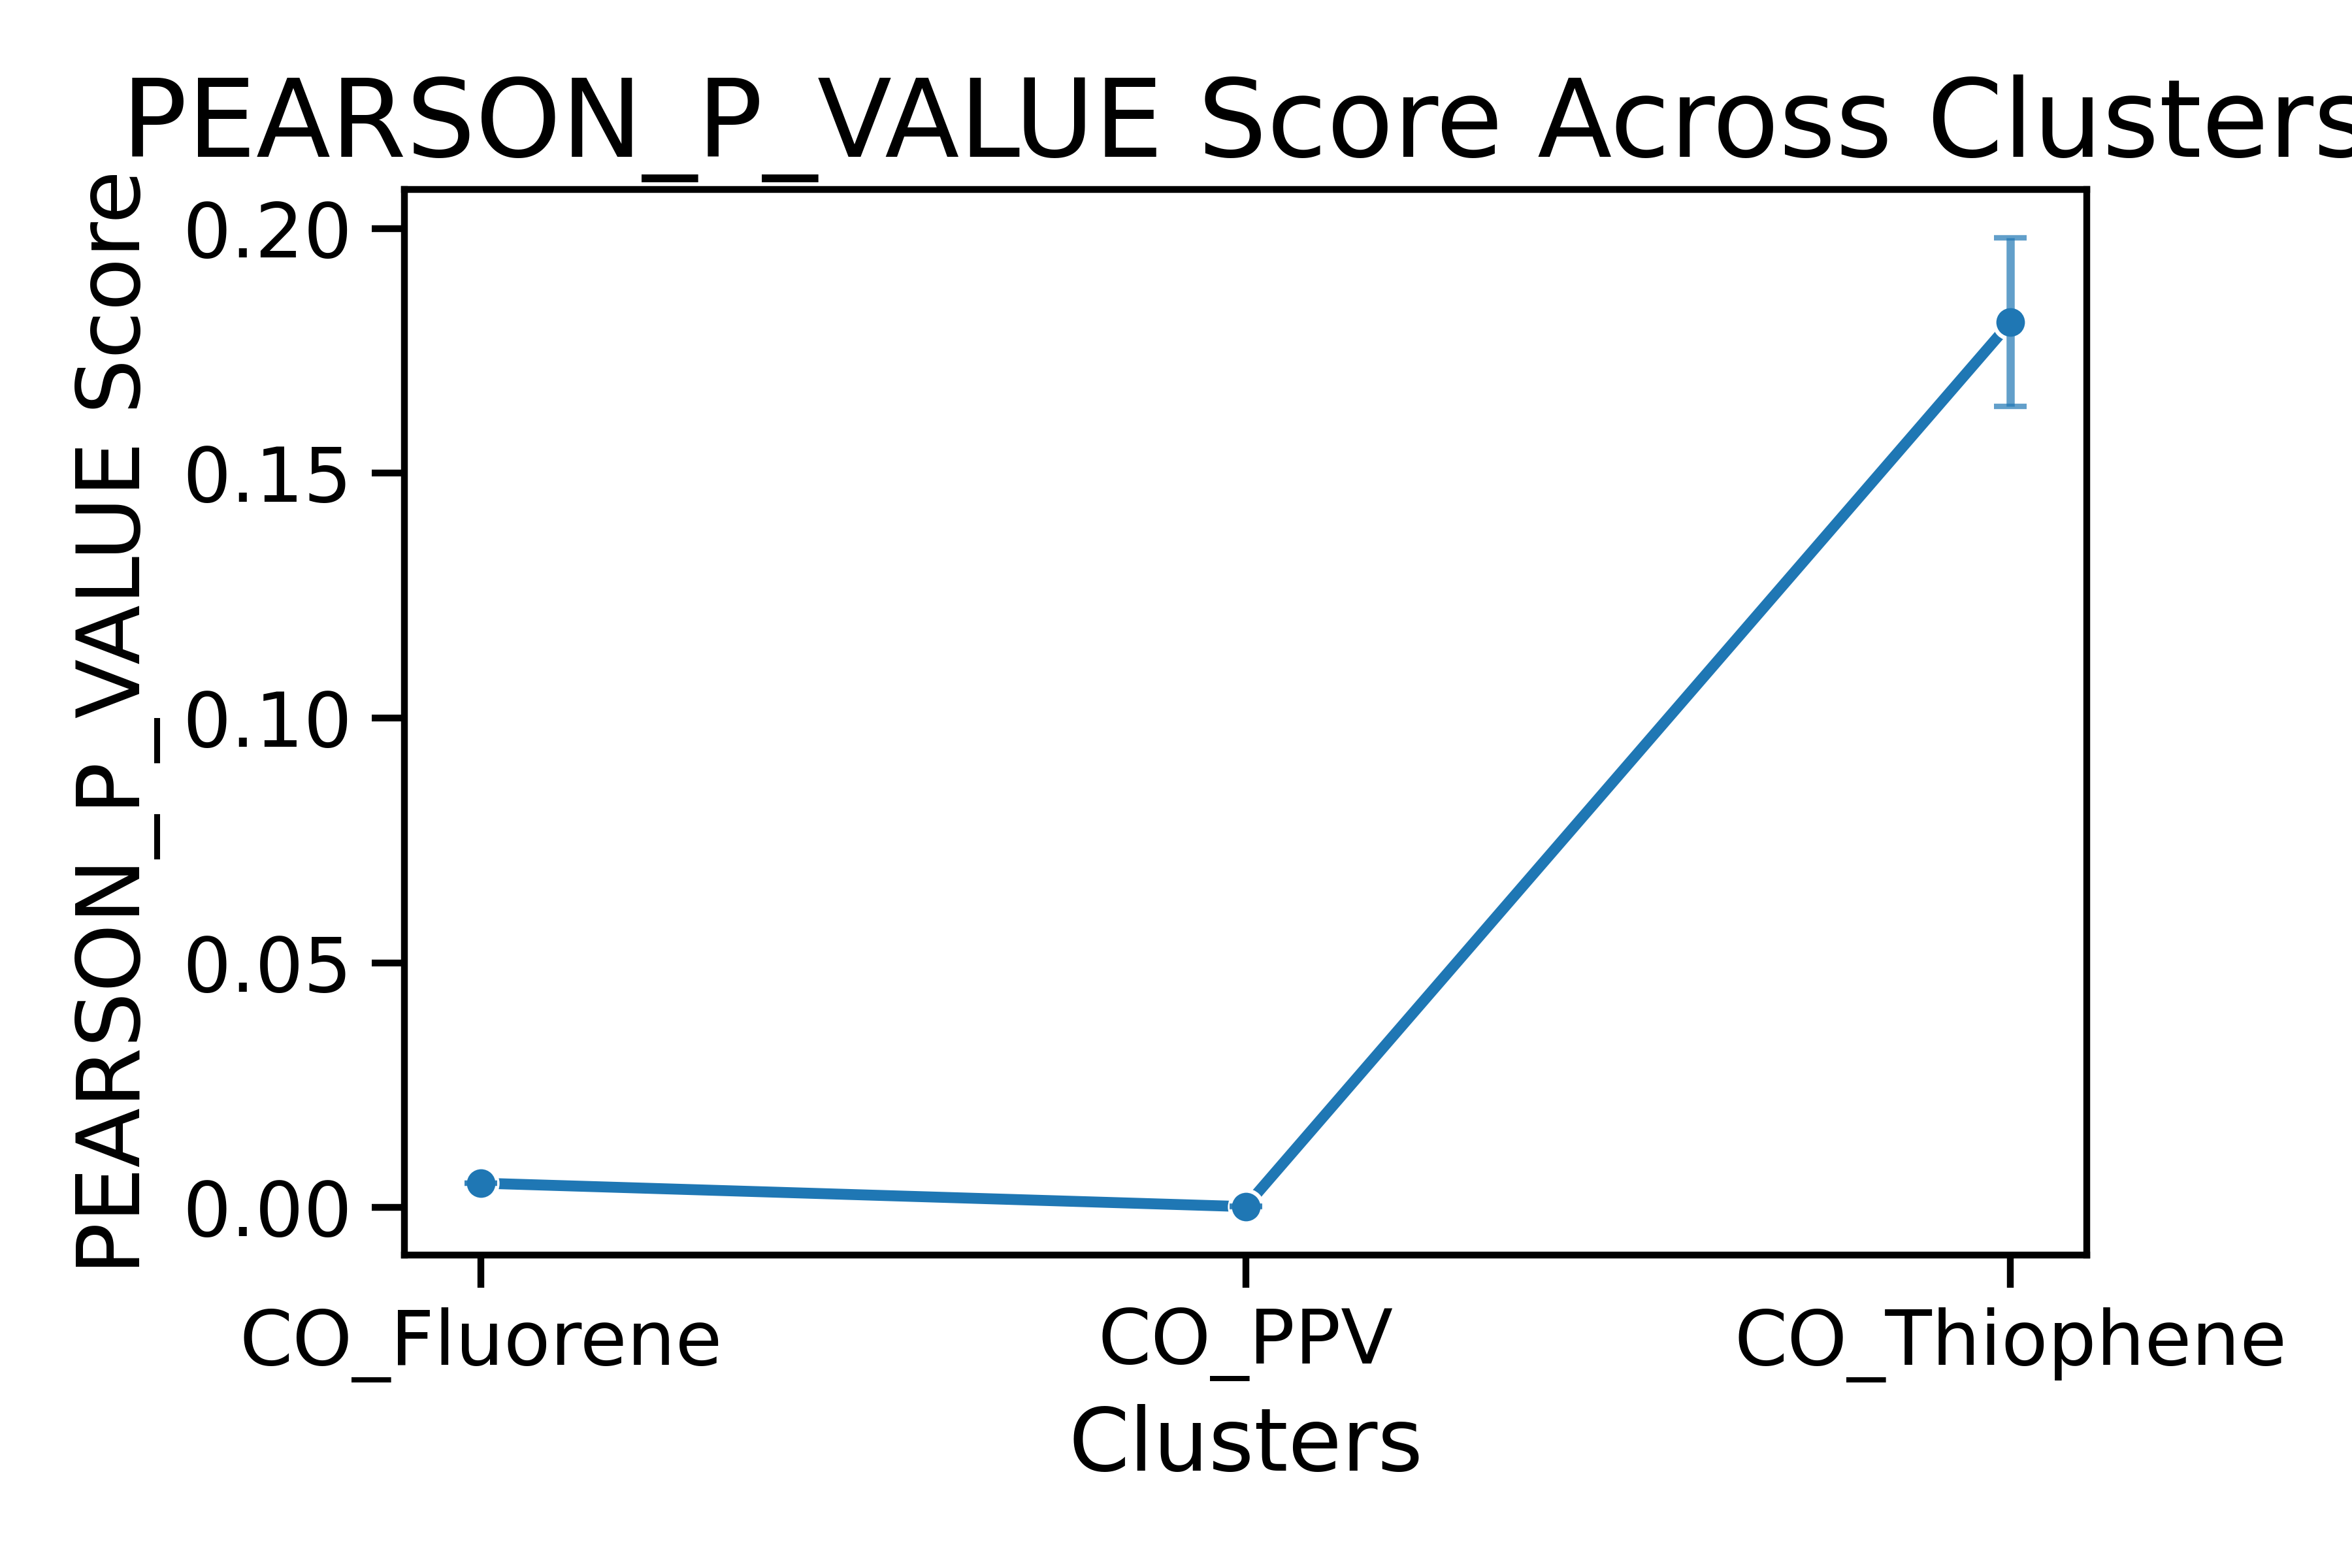 PEARSON_P_VALUE Score Across Clusters
PEARSON_P_VALUE Score
0.20
0.15
0.10
0.05
0.00
CO_Fluorene
CO_PPV
CO_Thiophene
Clusters